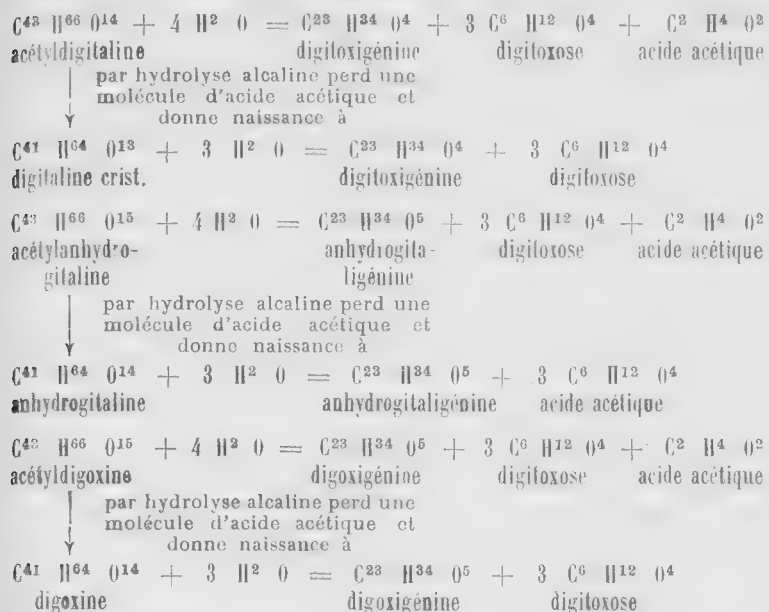 C⁴³ H⁶⁶ O¹⁴ + 4 H² O = C²³ H³⁴ O⁴ + 3 C⁶ H¹² O⁴ + C² H⁴ O²
acétyldigitaline digitoxigénine digitoxose acide acétique
par hydrolyse alcaline perd une
molécule d'acide acétique et
donne naissance à
C⁴¹ H⁶⁴ O¹³ + 3 H² O = C²³ H³⁴ O⁴ + 3 C⁶ H¹² O⁴
digitaline crist. digitoxigénine digitoxose
C⁴³ H⁶⁶ O¹⁵ + 4 H² O = C²³ H³⁴ O⁵ + 3 C⁶ H¹² O⁴ + C² H⁴ O²
acétylanhydro- anhydrogita- digitoxose acide acétique
gitaline ligénine
par hydrolyse alcaline perd une
molécule d'acide acétique et
donne naissance à
C⁴¹ H⁶⁴ O¹⁴ + 3 H² O = C²³ H³⁴ O⁵ + 3 C⁶ H¹² O⁴
anhydrogitaline anhydrogitaligénine acide acétique
C⁴³ H⁶⁶ O¹⁵ + 4 H² O = C²³ H³⁴ O⁵ + 3 C⁶ H¹² O⁴ + C² H⁴ O²
acétyldigoxine digoxigénine digitoxose acide acétique
par hydrolyse alcaline perd une
molécule d'acide acétique et
donne naissance à
C⁴¹ H⁶⁴ O¹⁴ + 3 H² O = C²³ H³⁴ O⁵ + 3 C⁶ H¹² O⁴
digoxine digoxigénine digitoxose